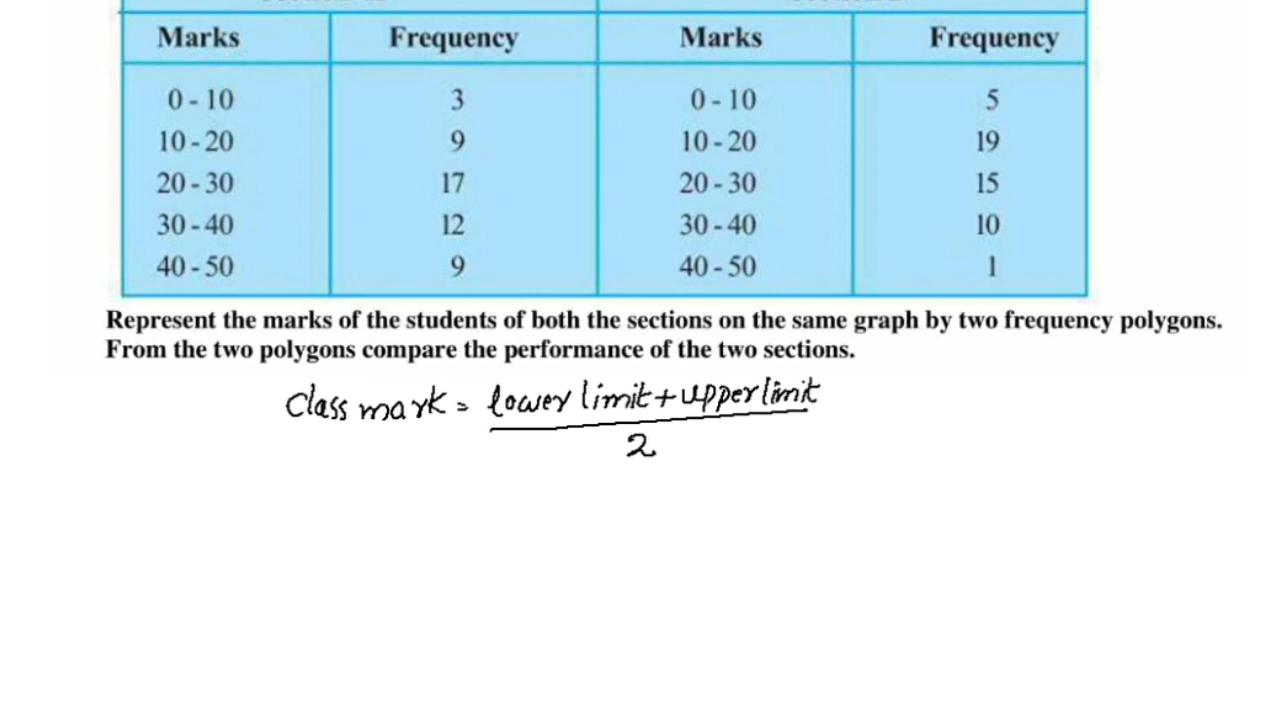 Marks Frequency Marks Frequency
0 - 10 3 0 - 10 5
10 - 20 9 10 - 20 19
20 - 30 17 20 - 30 15
30 - 40 12 30 - 40 10
40 - 50 9 40 - 50 1
Represent the marks of the students of both the sections on the same graph by two frequency polygons.
From the two polygons compare the performance of the two sections.
Class mark = lower limit + upper limit
2